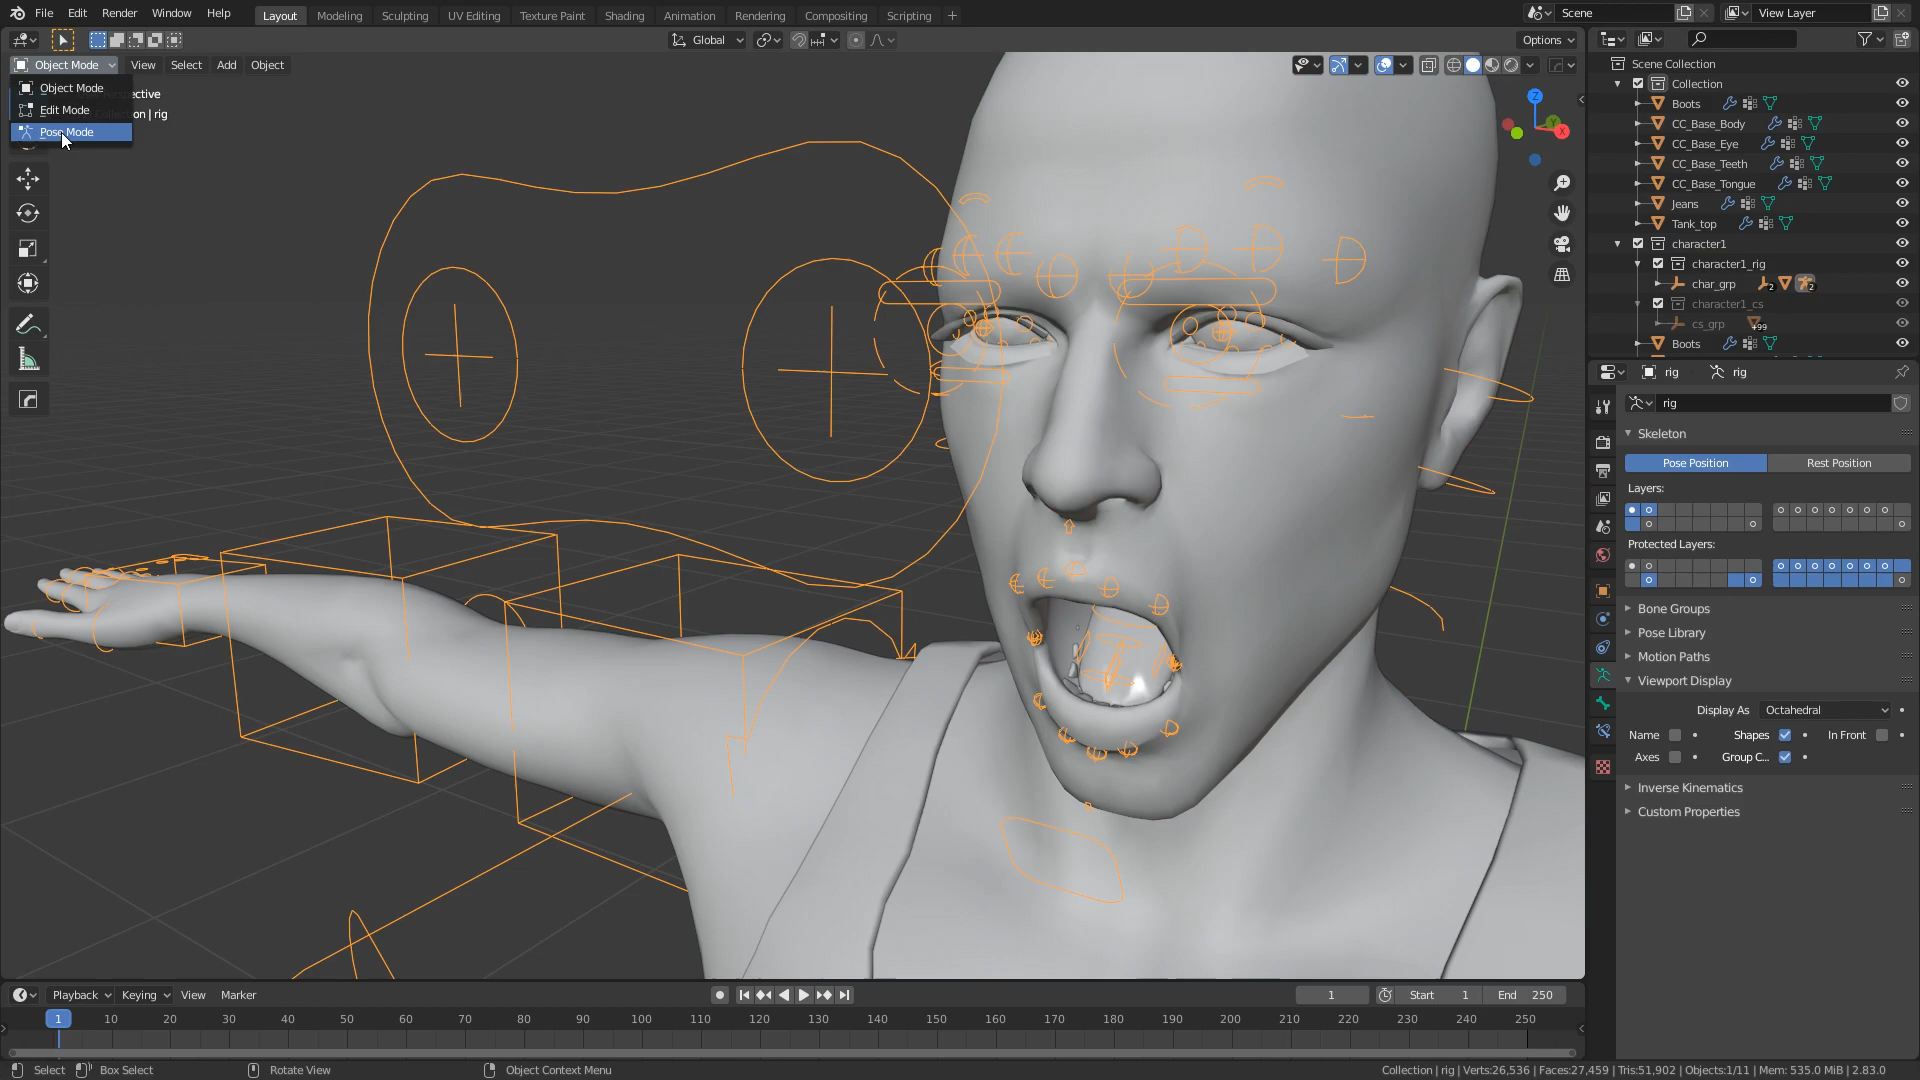 File Edit Render Window Help Layout Modeling Sculpting UV Editing Texture Paint Shading Animation Rendering Compositing Scripting + Scene View Layer
Global Options
Object Mode View Select Add Object
Object Mode
Edit Mode
Pose Mode
spective
on | rig
Z
Y
X
Scene Collection
Collection
Boots
CC_Base_Body
CC_Base_Eye
CC_Base_Teeth
CC_Base_Tongue
Jeans
Tank_top
character1
character1_rig
char_grp 2 2
character1_cs
cs_grp +99
Boots
rig rig
rig
Skeleton
Pose Position Rest Position
Layers:
Protected Layers:
Bone Groups
Pose Library
Motion Paths
Viewport Display
Display As Octahedral
Name Shapes In Front
Axes Group C...
Inverse Kinematics
Custom Properties
Playback Keying View Marker 1 Start 1 End 250
1 10 20 30 40 50 60 70 80 90 100 110 120 130 140 150 160 170 180 190 200 210 220 230 240 250
Select Box Select Rotate View Object Context Menu Collection | rig | Verts:26,536 | Faces:27,459 | Tris:51,902 | Objects:1/11 | Mem: 535.0 MiB | 2.83.0